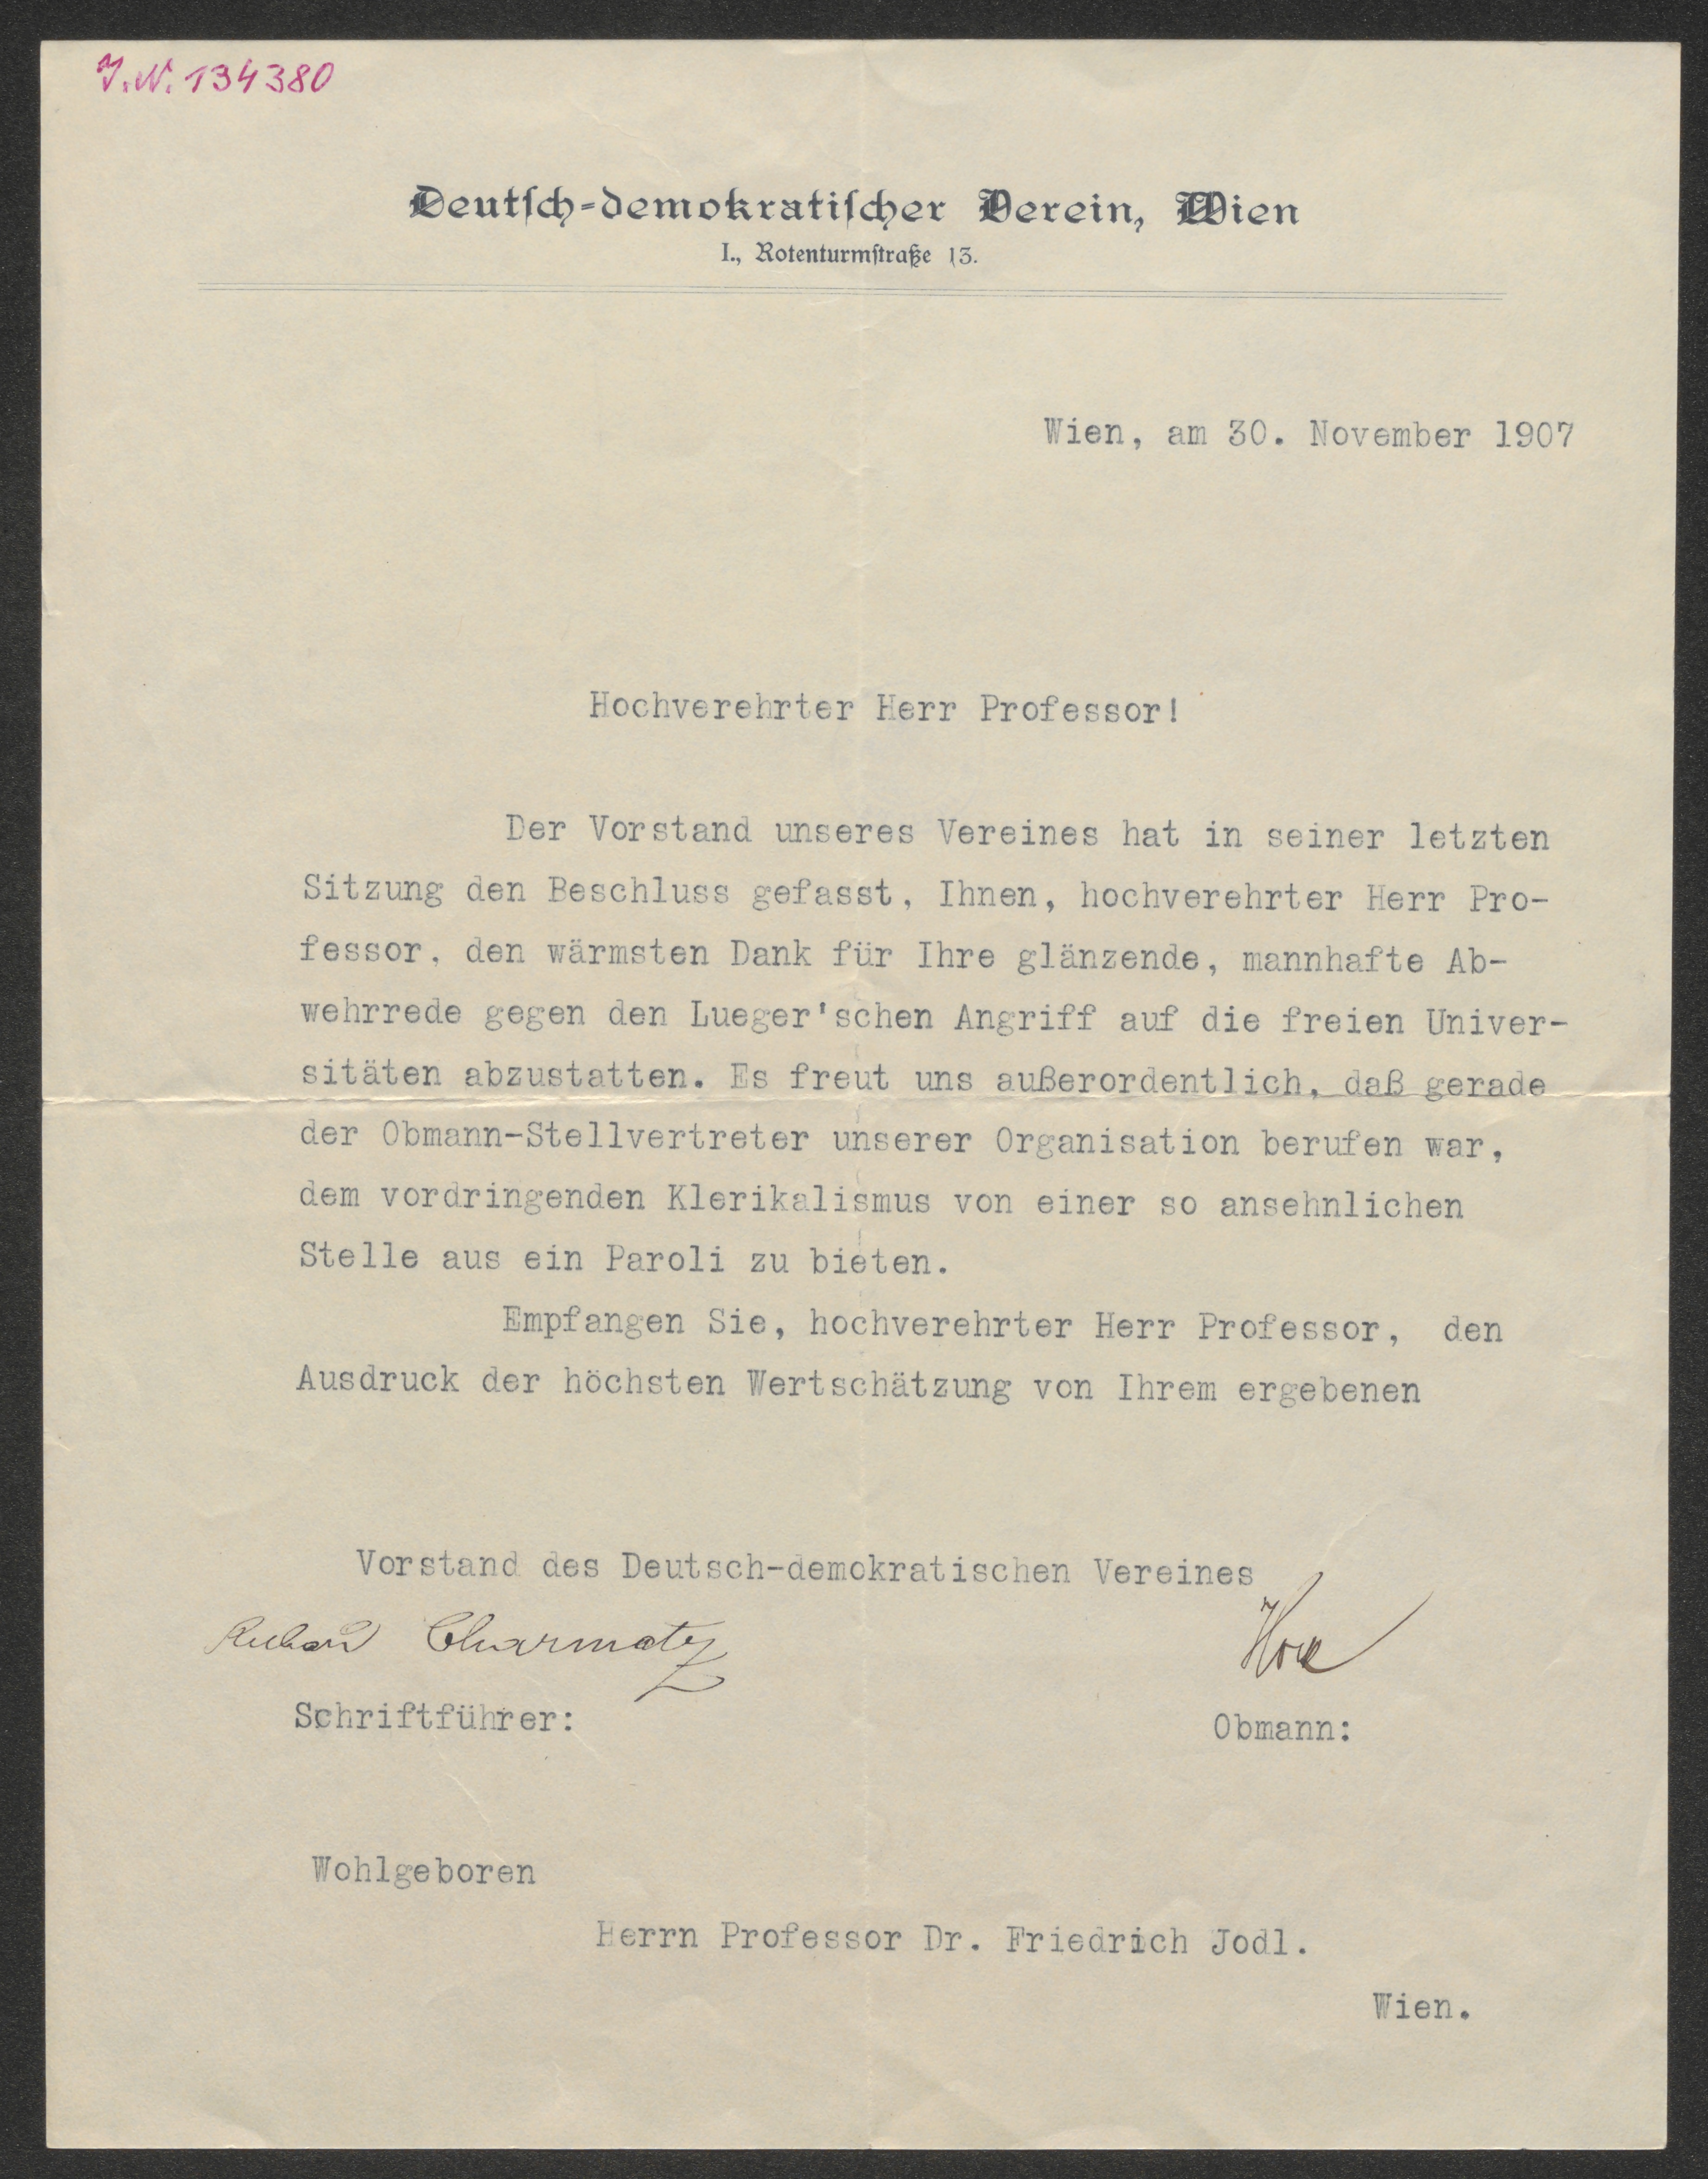 J.N. 134380
Deutsch-demokratischer Verein, Wien
I., Rotenturmstraße 13.
Wien, am 30. November 1907
Hochverehrter Herr Professor!
Der Vorstand unseres Vereines hat in seiner letzten
Sitzung den Beschluss gefasst, Ihnen, hochverehrter Herr Pro-
fessor, den wärmsten Dank für Ihre glänzende, mannhafte Ab-
wehrrede gegen den Lueger'schen Angriff auf die freien Univer-
sitäten abzustatten. Es freut uns außerordentlich, daß gerade
der Obmann-Stellvertreter unserer Organisation berufen war,
dem vordringenden Klerikalismus von einer so ansehnlichen
Stelle aus ein Paroli zu bieten.
Empfangen Sie, hochverehrter Herr Professor, den
Ausdruck der höchsten Wertschätzung von Ihrem ergebenen
Vorstand des Deutsch-demokratischen Vereines
Richard Charmatz
Schriftführer:
Obmann:
Wohlgeboren
Herrn Professor Dr. Friedrich Jodl.
Wien.